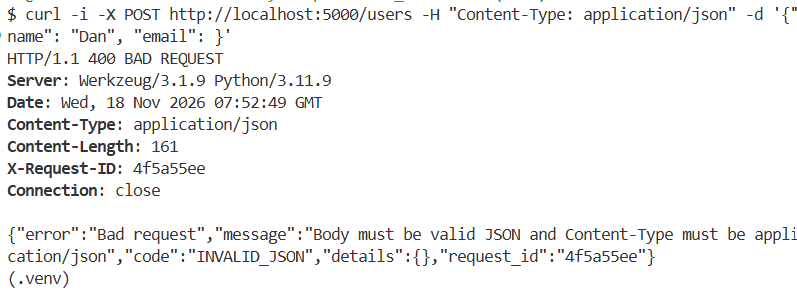 $ curl -i -X POST http://localhost:5000/users -H "Content-Type: application/json" -d '{"
name": "Dan", "email": }'
HTTP/1.1 400 BAD REQUEST
Server: Werkzeug/3.1.9 Python/3.11.9
Date: Wed, 18 Nov 2026 07:52:49 GMT
Content-Type: application/json
Content-Length: 161
X-Request-ID: 4f5a55ee
Connection: close

{"error":"Bad request","message":"Body must be valid JSON and Content-Type must be appli
cation/json","code":"INVALID_JSON","details":{},"request_id":"4f5a55ee"}
(.venv)